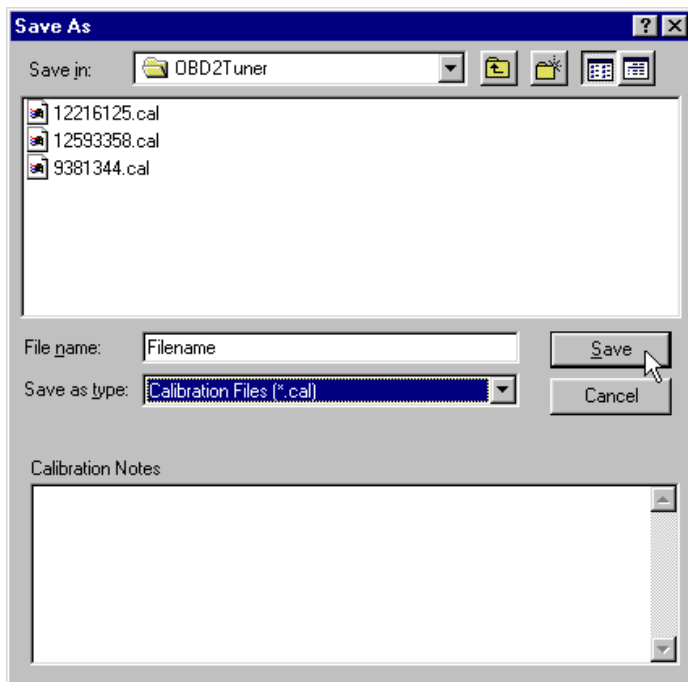 Save As
Save in: OBD2Tuner
12216125.cal
12593358.cal
9381344.cal
File name: Filename Save
Save as type: Calibration Files (*.cal) Cancel
Calibration Notes